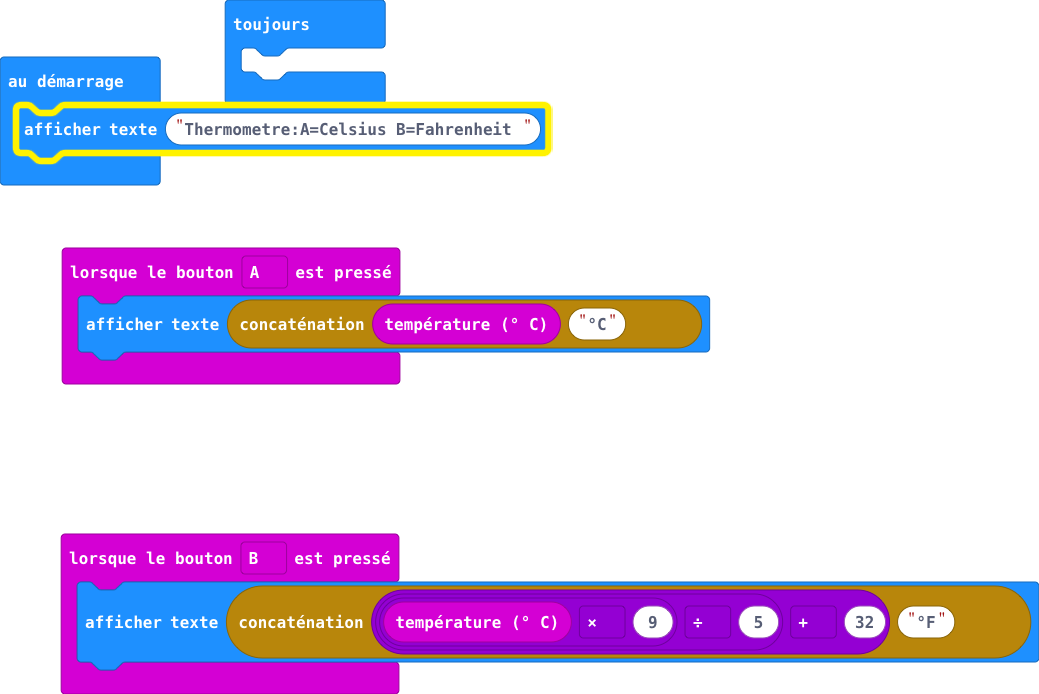 toujours
au démarrage
afficher texte "Thermometre:A=Celsius B=Fahrenheit "
lorsque le bouton A est pressé
afficher texte concaténation température (° C) "°C"
lorsque le bouton B est pressé
afficher texte concaténation température (° C) × 9 ÷ 5 + 32 "°F"